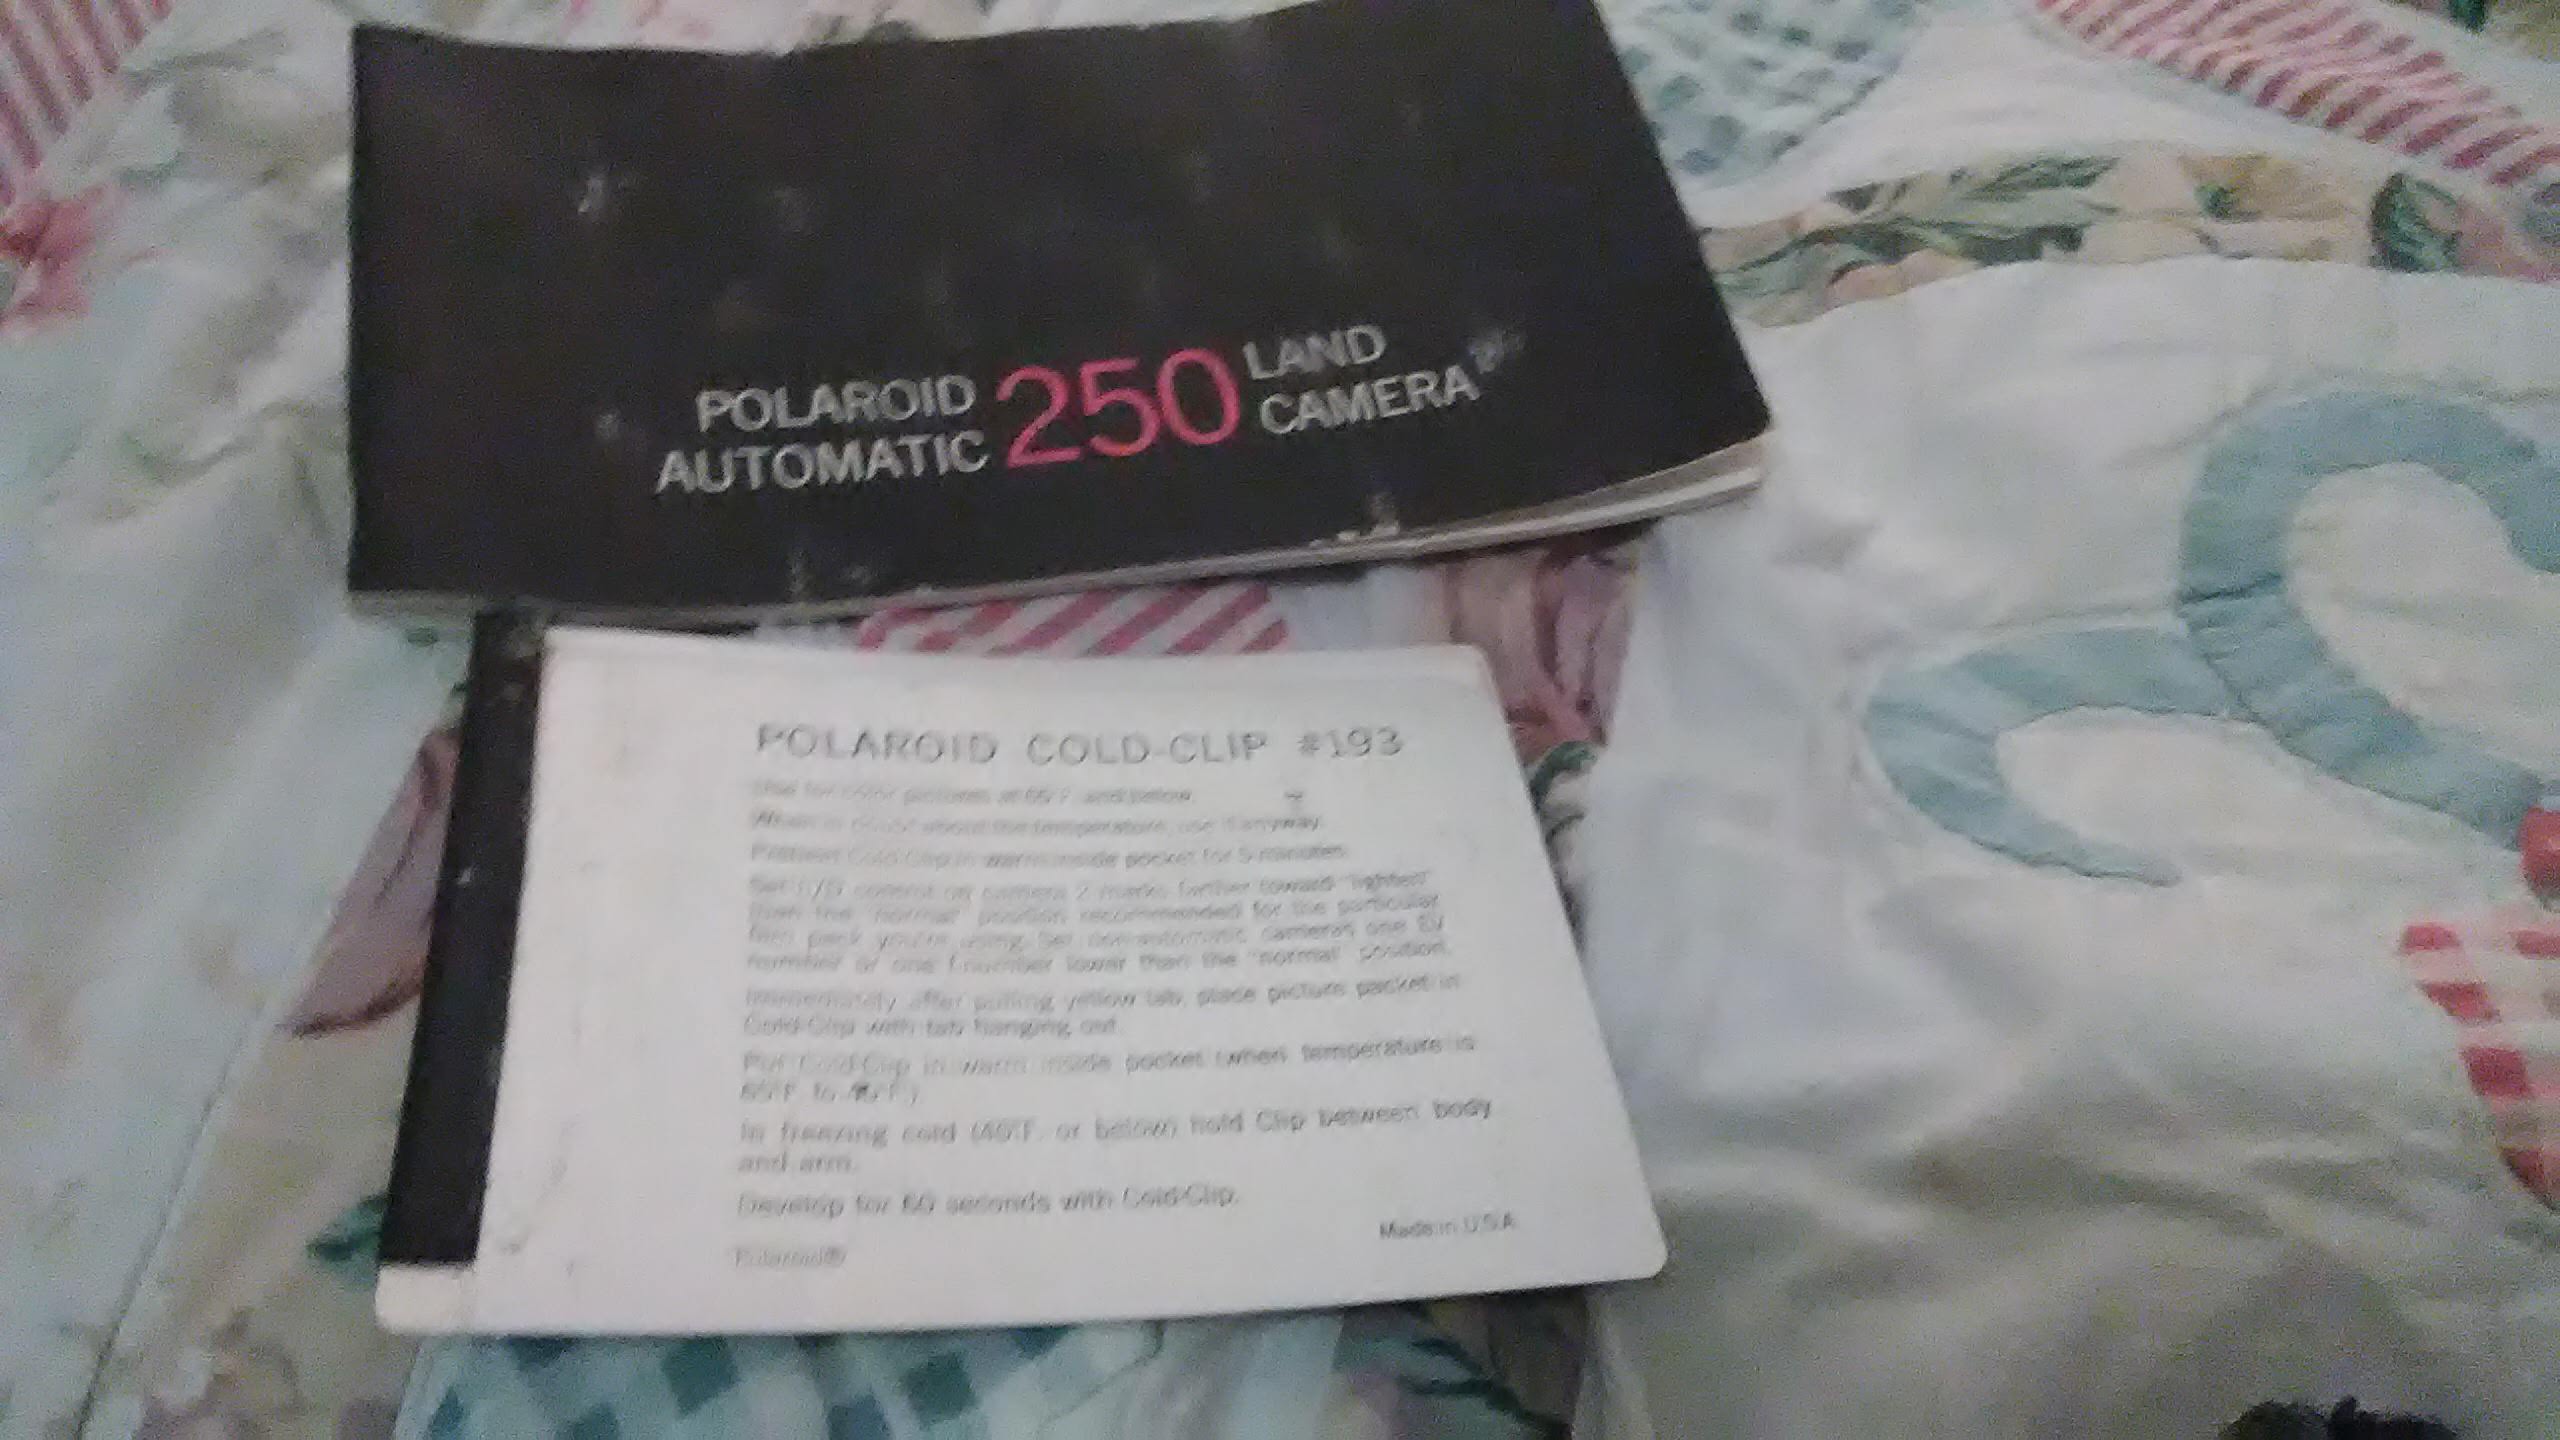 POLAROID
AUTOMATIC 250 LAND
CAMERA
POLAROID COLD-CLIP #193
Use for color pictures at 65°F. and below.
When in doubt about the temperature, use it anyway.
Preheat Cold-Clip in warm inside pocket for 5 minutes.
Set L/D control on camera 2 marks farther toward "lighten"
than the "normal" position recommended for the particular
film pack you're using. Set non-automatic cameras one EV
number or one f-number lower than the "normal" position.
Immediately after pulling yellow tab, place picture packet in
Cold-Clip with tab hanging out.
Put Cold-Clip in warm inside pocket (when temperature is
65°F. to
In freezing cold (40°F. or below) hold Clip between body
and arm.
Develop for 60 seconds with Cold-Clip.
Polaroid®
Made in U.S.A.